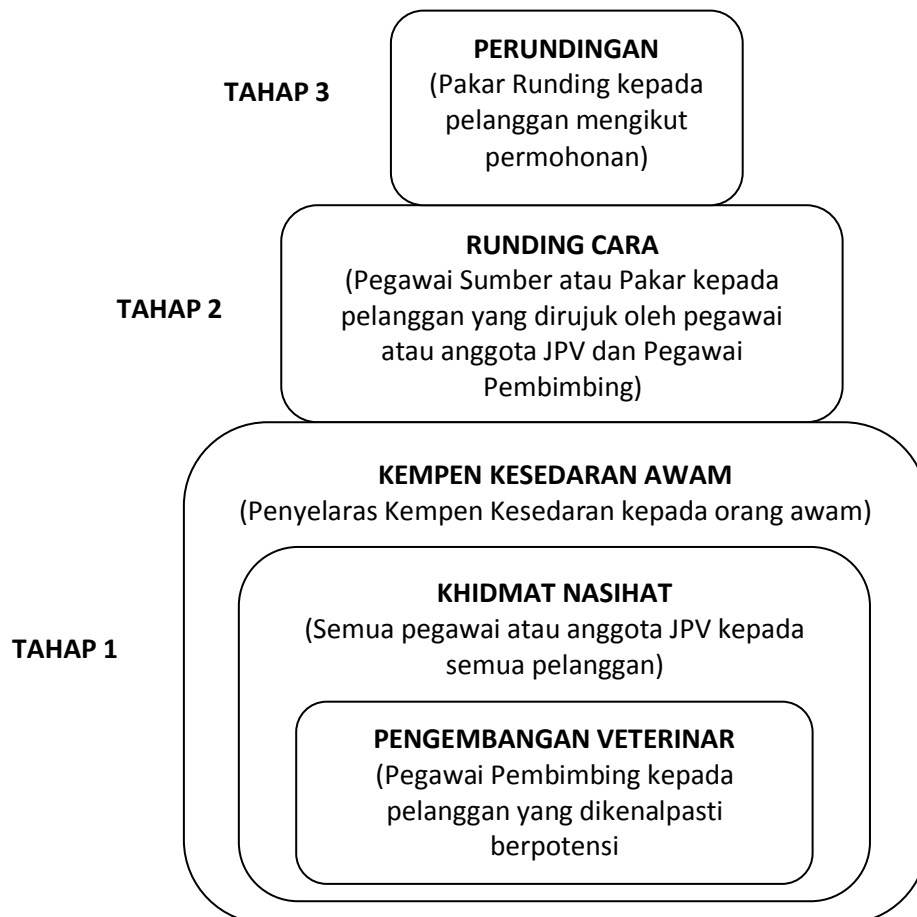 PERUNDINGAN
(Pakar Runding kepada
pelanggan mengikut
permohonan)
TAHAP 3
RUNDING CARA
(Pegawai Sumber atau Pakar kepada
pelanggan yang dirujuk oleh pegawai
atau anggota JPV dan Pegawai
Pembimbing)
TAHAP 2
KEMPEN KESEDARAN AWAM
(Penyelaras Kempen Kesedaran kepada orang awam)
KHIDMAT NASIHAT
(Semua pegawai atau anggota JPV kepada
semua pelanggan)
TAHAP 1
PENGEMBANGAN VETERINAR
(Pegawai Pembimbing kepada
pelanggan yang dikenalpasti
berpotensi